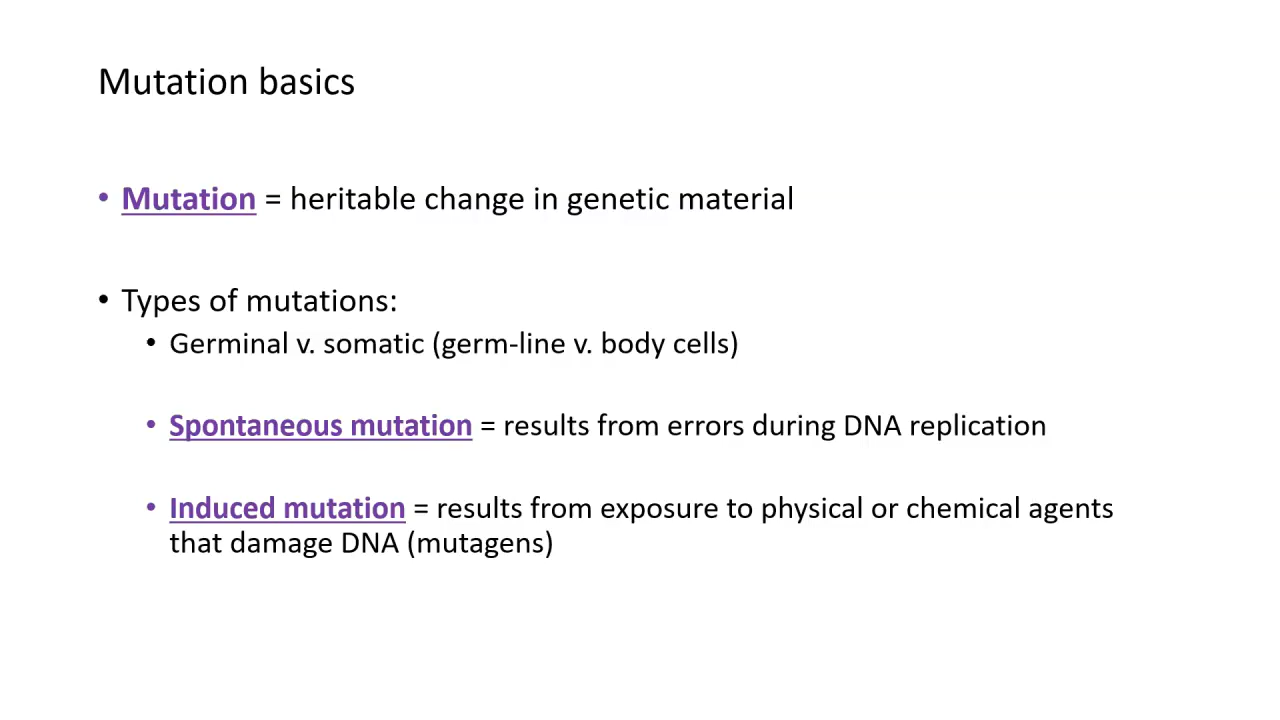 Mutation basics
• Mutation = heritable change in genetic material
• Types of mutations:
• Germinal v. somatic (germ-line v. body cells)
• Spontaneous mutation = results from errors during DNA replication
• Induced mutation = results from exposure to physical or chemical agents
that damage DNA (mutagens)